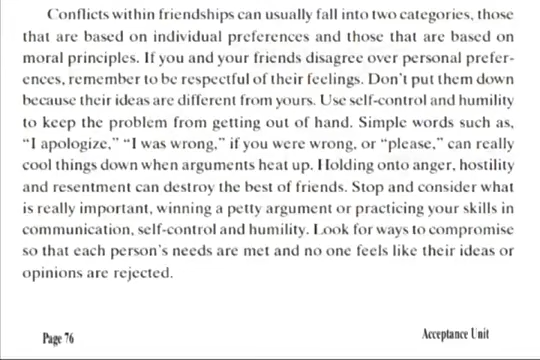 Conflicts within friendships can usually fall into two categories, those
that are based on individual preferences and those that are based on
moral principles. If you and your friends disagree over personal prefer-
ences, remember to be respectful of their feelings. Don't put them down
because their ideas are different from yours. Use self-control and humility
to keep the problem from getting out of hand. Simple words such as,
"I apologize," "I was wrong," if you were wrong, or "please," can really
cool things down when arguments heat up. Holding onto anger, hostility
and resentment can destroy the best of friends. Stop and consider what
is really important, winning a petty argument or practicing your skills in
communication, self-control and humility. Look for ways to compromise
so that each person's needs are met and no one feels like their ideas or
opinions are rejected.
Page 76
Acceptance Unit